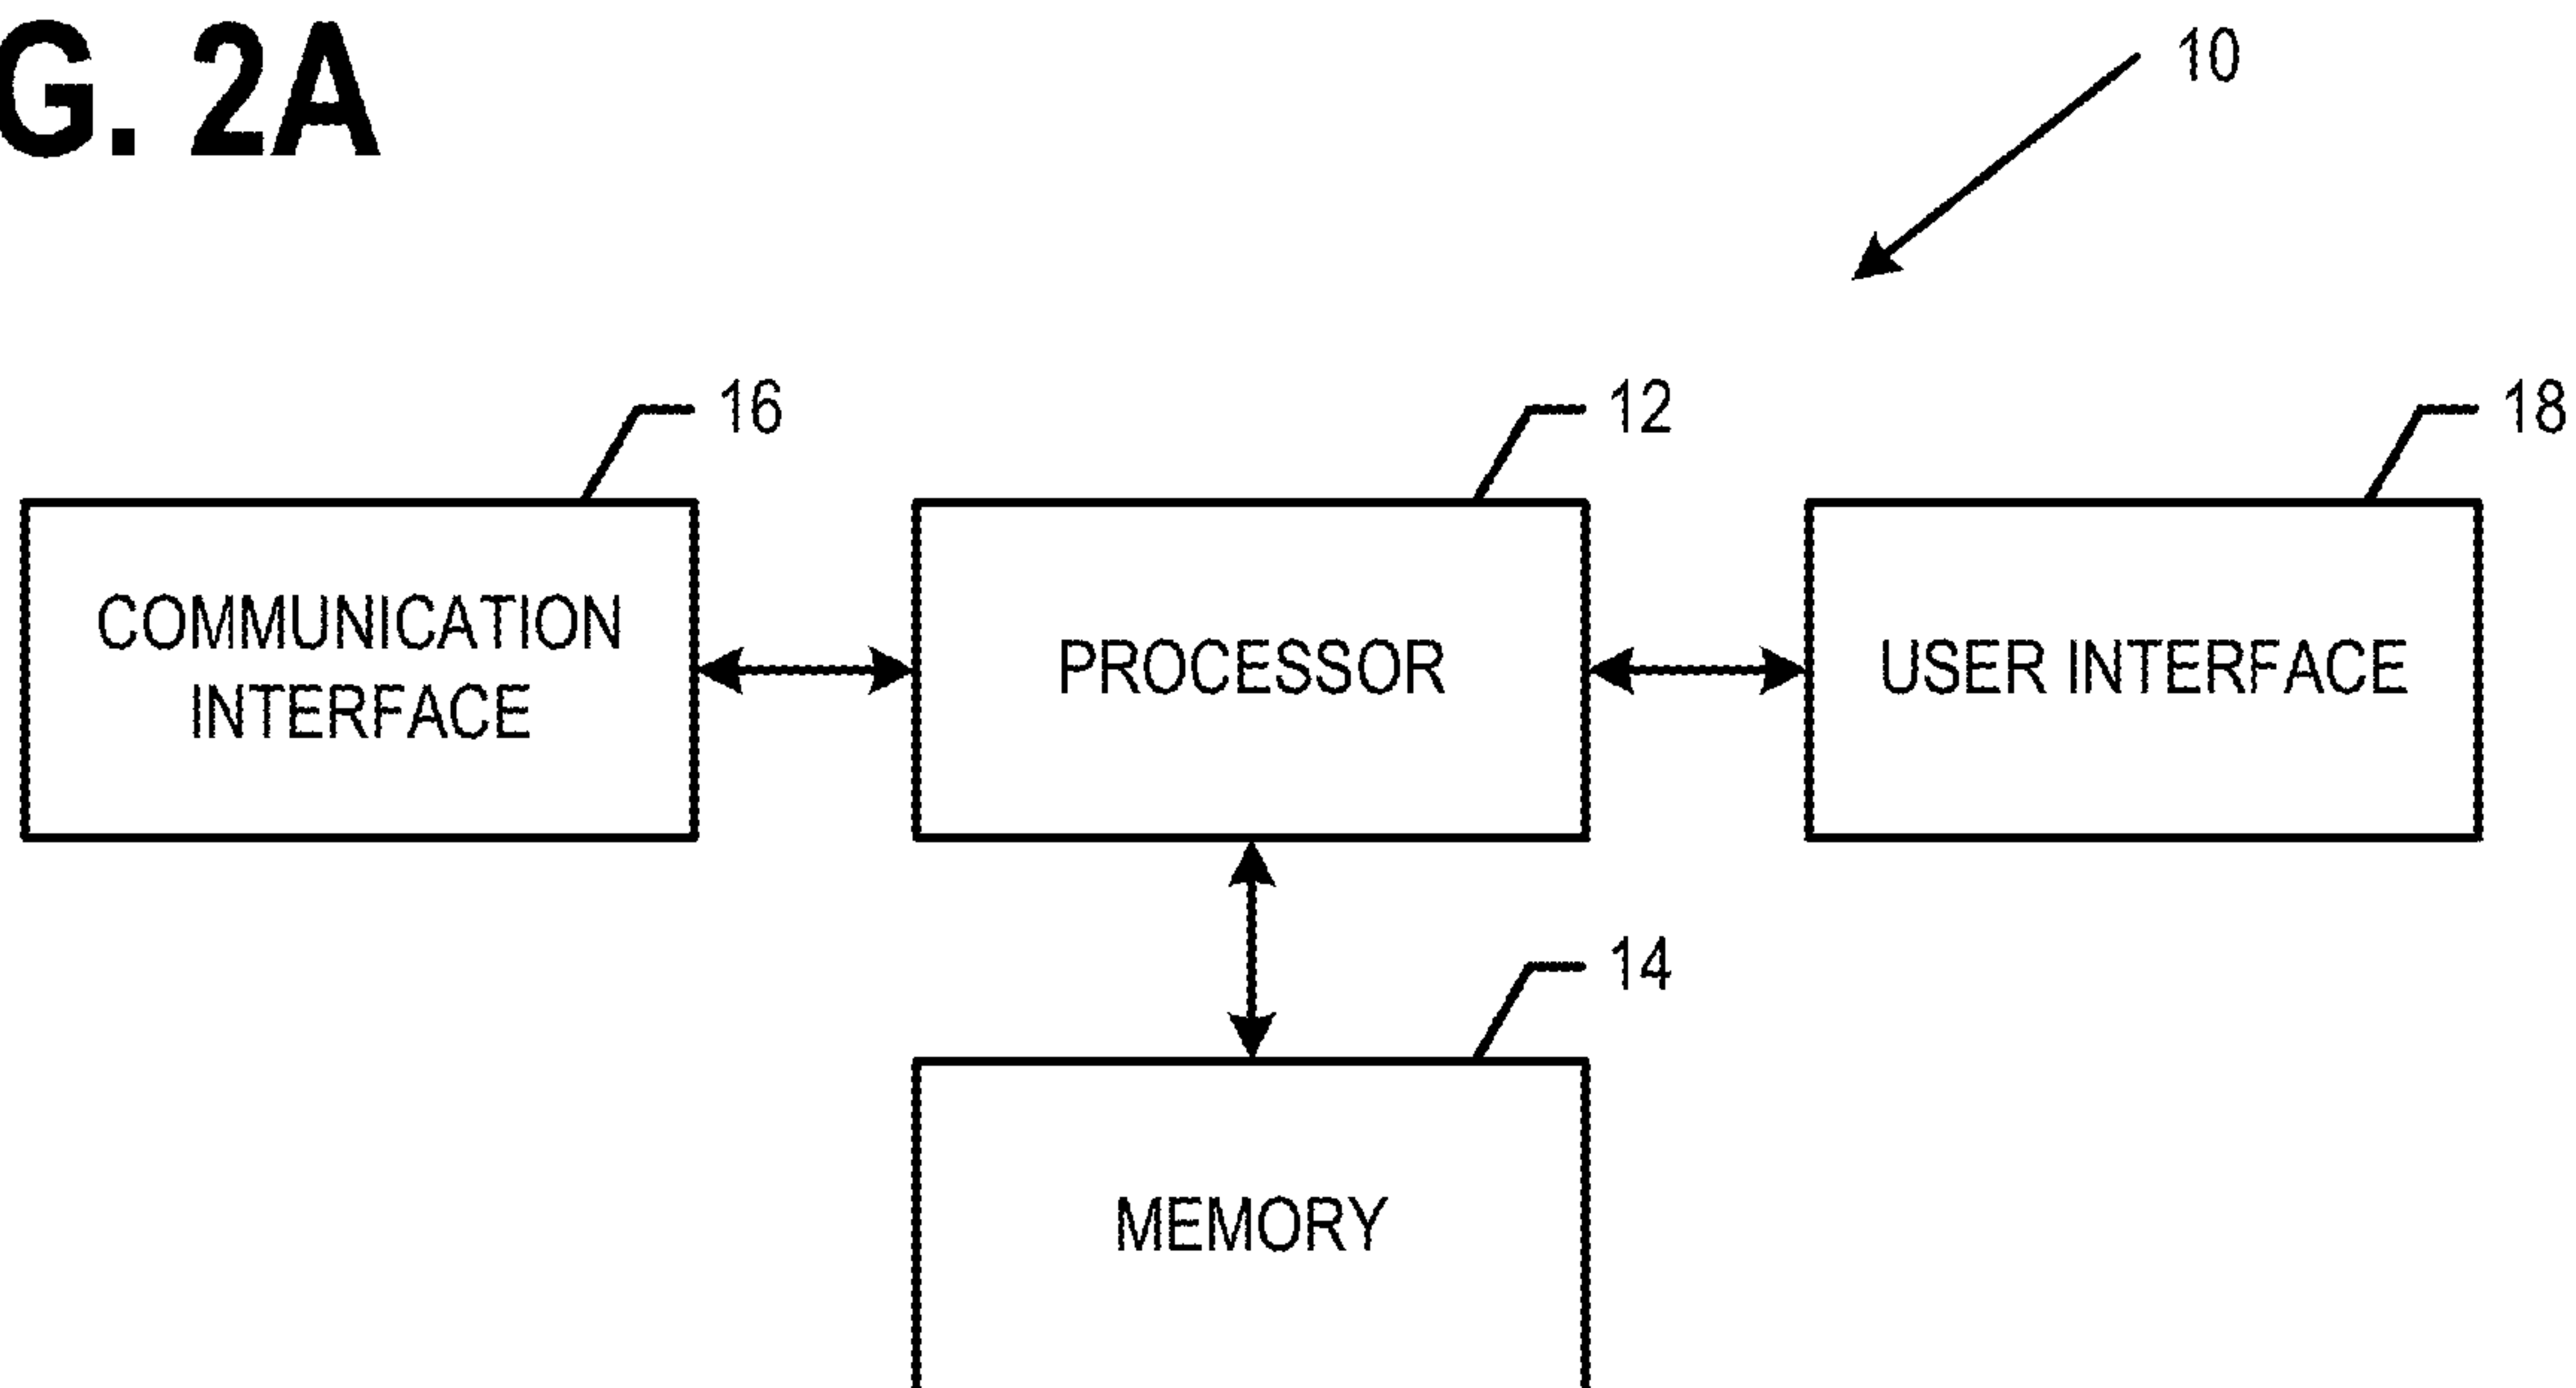 G. 2A
10
16
12
18
COMMUNICATION
INTERFACE
PROCESSOR
USER INTERFACE
14
MEMORY